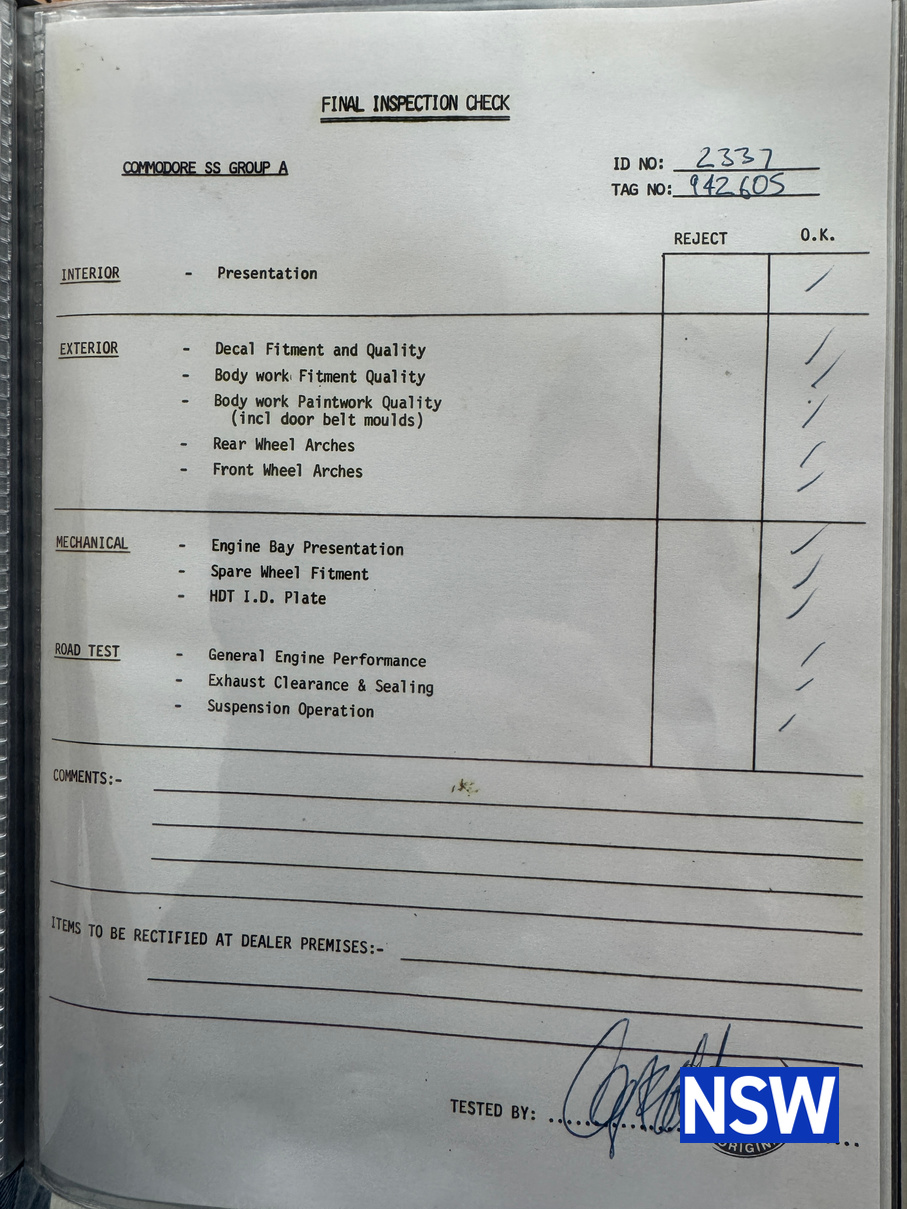 FINAL INSPECTION CHECK
COMMODORE SS GROUP A
ID NO: 2337
TAG NO: 942605
REJECT O.K.
INTERIOR - Presentation
EXTERIOR - Decal Fitment and Quality
- Body work Fitment Quality
- Body work Paintwork Quality
(incl door belt moulds)
- Rear Wheel Arches
- Front Wheel Arches
MECHANICAL - Engine Bay Presentation
- Spare Wheel Fitment
- HDT I.D. Plate
ROAD TEST - General Engine Performance
- Exhaust Clearance & Sealing
- Suspension Operation
COMMENTS:-
ITEMS TO BE RECTIFIED AT DEALER PREMISES:-
TESTED BY:
NSW